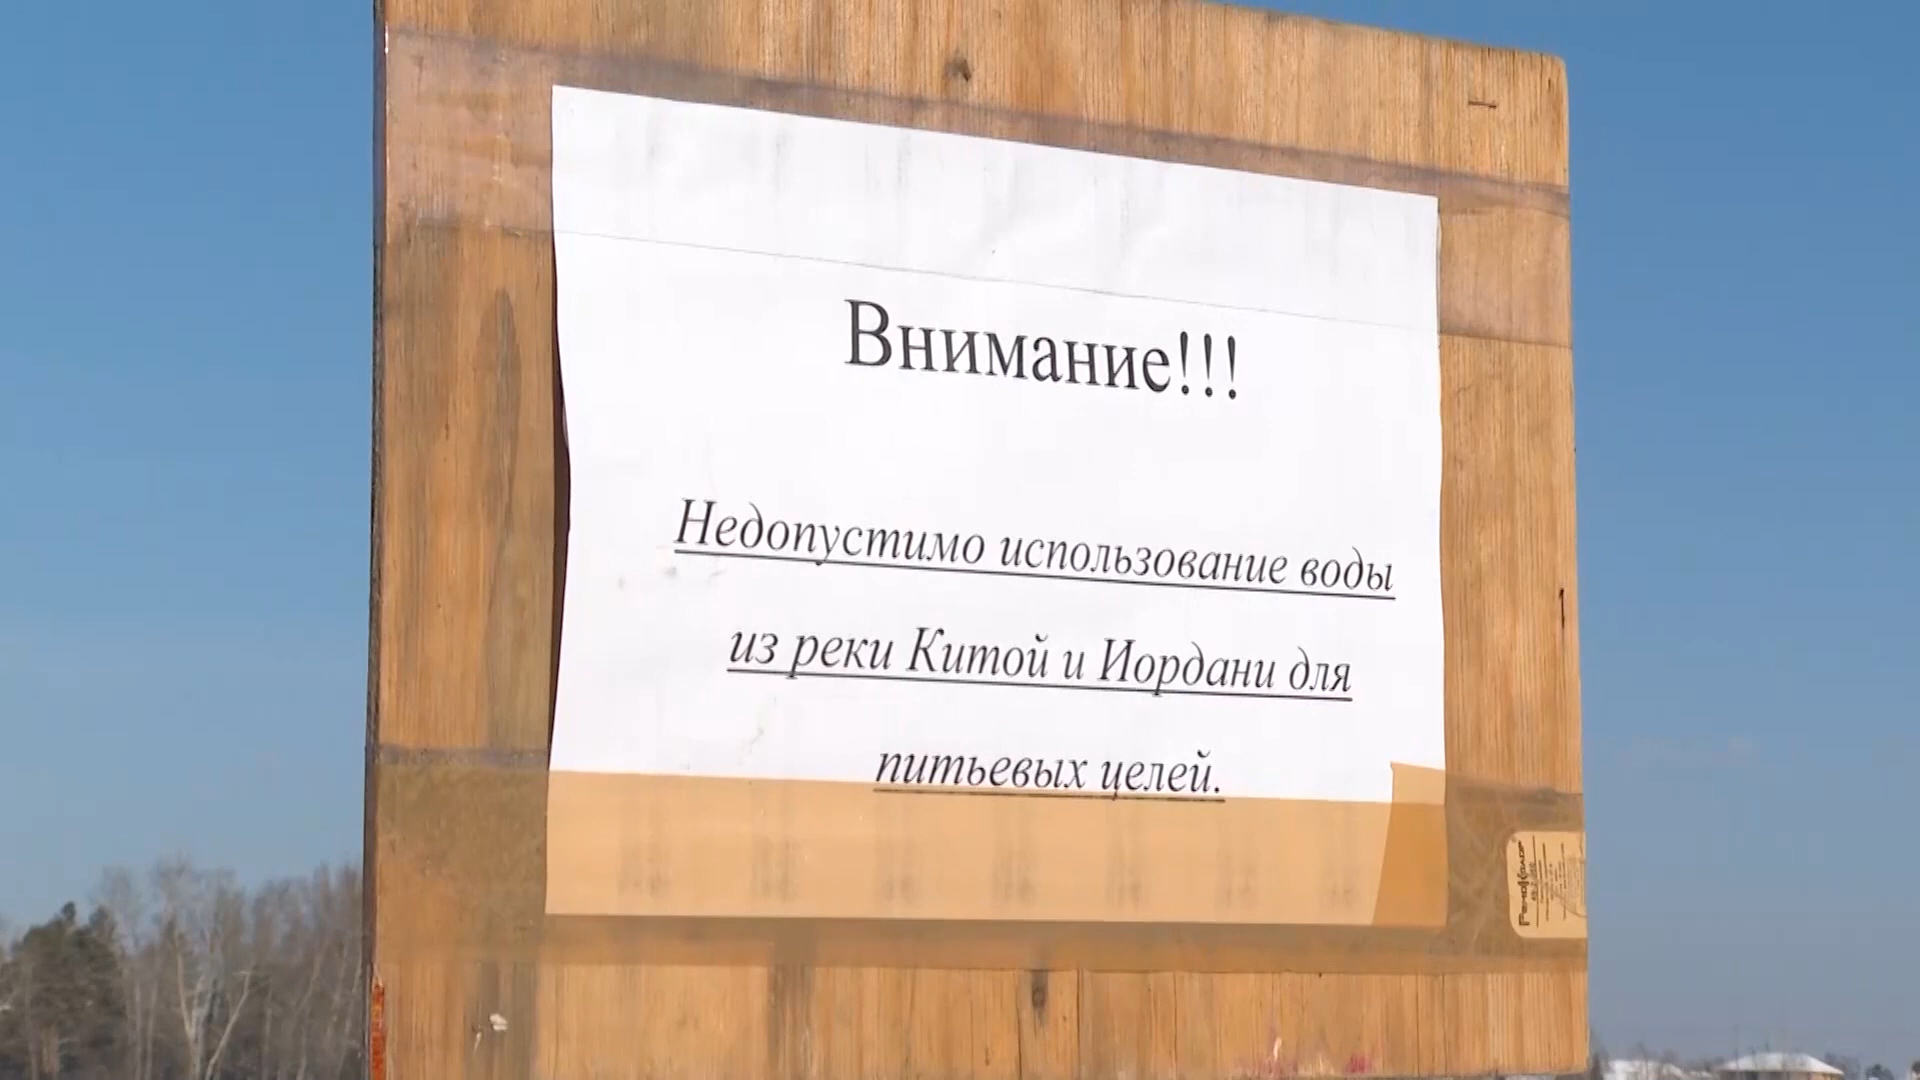 Внимание!!!
Недопустимо использование воды
из реки Китой и Иордани для
питьевых целей.